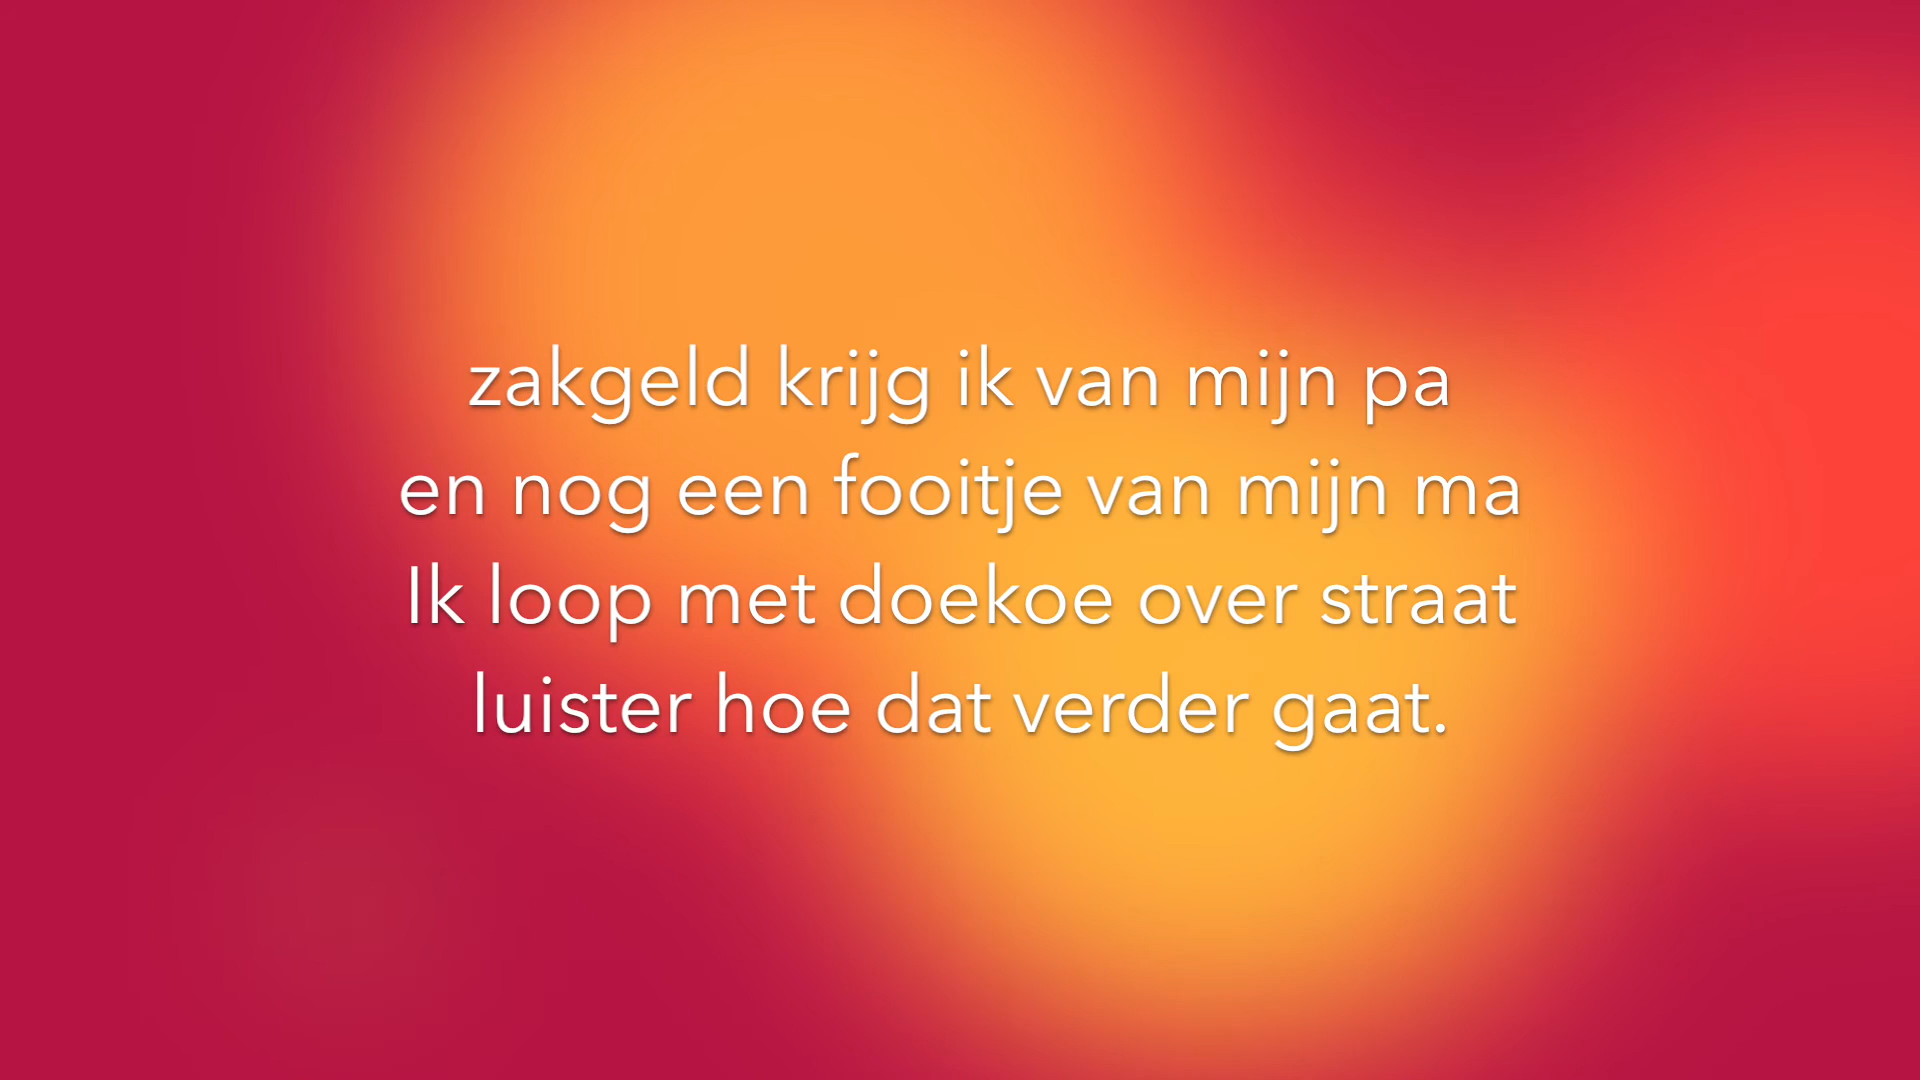 zakgeld krijg ik van mijn pa
en nog een fooitje van mijn ma
Ik loop met doekoe over straat
luister hoe dat verder gaat.